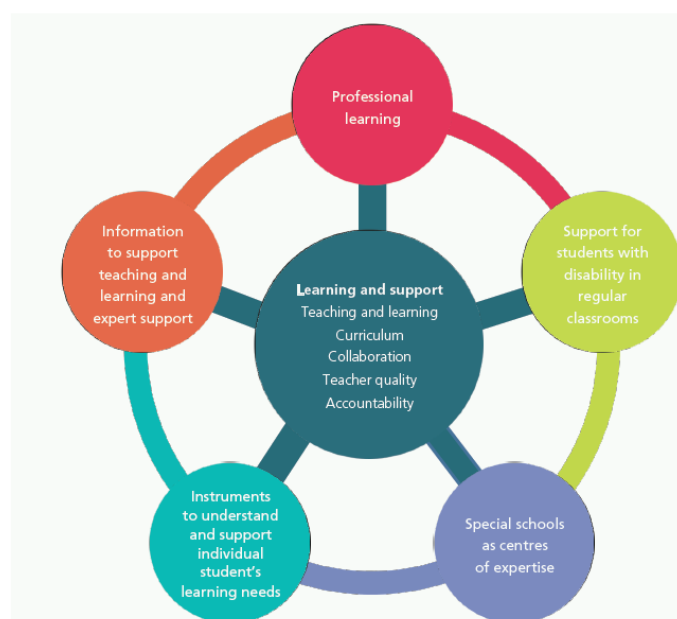 Professional
learning
Information
to support
teaching and
learning and
expert support
Support for
students with
disability in
regular
classrooms
Learning and support
Teaching and learning
Curriculum
Collaboration
Teacher quality
Accountability
Instruments
to understand
and support
individual
student's
learning needs
Special schools
as centres
of expertise